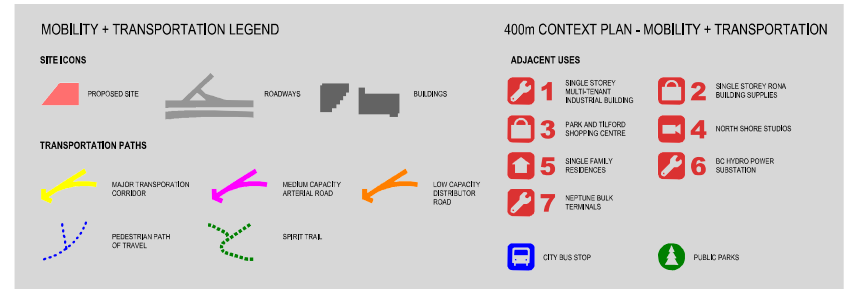 MOBILITY + TRANSPORTATION LEGEND
SITE ICONS
PROPOSED SITE
ROADWAYS
BUILDINGS
TRANSPORTATION PATHS
MAJOR TRANSPORATION
CORRIDOR
MEDIUM CAPACITY
ARTERIAL ROAD
LOW CAPACITY
DISTRIBUTOR
ROAD
PEDESTRIAN PATH
OF TRAVEL
SPIRIT TRAIL
400m CONTEXT PLAN - MOBILITY + TRANSPORTATION
ADJACENT USES
1
SINGLE STOREY
MULTI-TENANT
INDUSTRIAL BUILDING
2
SINGLE STOREY RONA
BUILDING SUPPLIES
3
PARK AND TILFORD
SHOPPING CENTRE
4
NORTH SHORE STUDIOS
5
SINGLE FAMILY
RESIDENCES
6
BC HYDRO POWER
SUBSTATION
7
NEPTUNE BULK
TERMINALS
CITY BUS STOP
PUBLIC PARKS